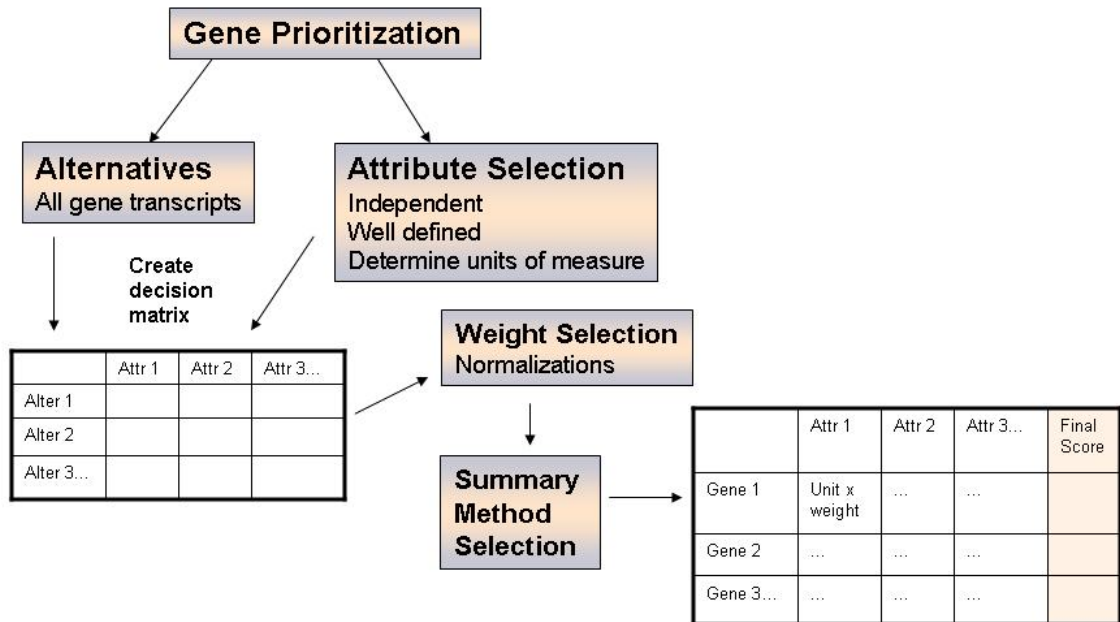 Gene Prioritization
Alternatives
All gene transcripts
Attribute Selection
Independent
Well defined
Determine units of measure
Create
decision
matrix
Attr 1 Attr 2 Attr 3...
Alter 1
Alter 2
Alter 3...
Weight Selection
Normalizations
Summary
Method
Selection
Attr 1 Attr 2 Attr 3... Final
Score
Gene 1 Unit x ... ...
weight
Gene 2 ... ... ...
Gene 3... ... ... ...